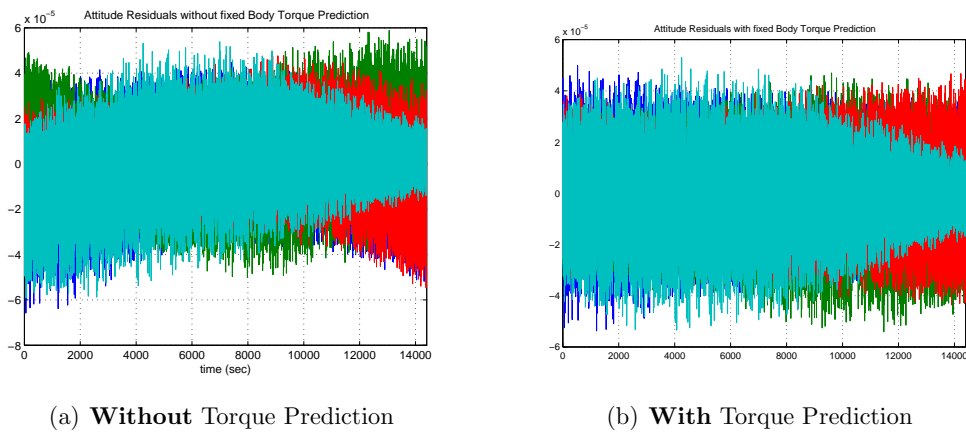 Attitude Residuals without fixed Body Torque Prediction
x 10⁻⁵
6
4
2
0
−2
−4
−6
−8
0 2000 4000 6000 8000 10000 12000 14000
time (sec)
(a) Without Torque Prediction
Attitude Residuals with fixed Body Torque Prediction
x 10⁻⁵
6
4
2
0
−2
−4
−6
0 2000 4000 6000 8000 10000 12000 14000
(b) With Torque Prediction